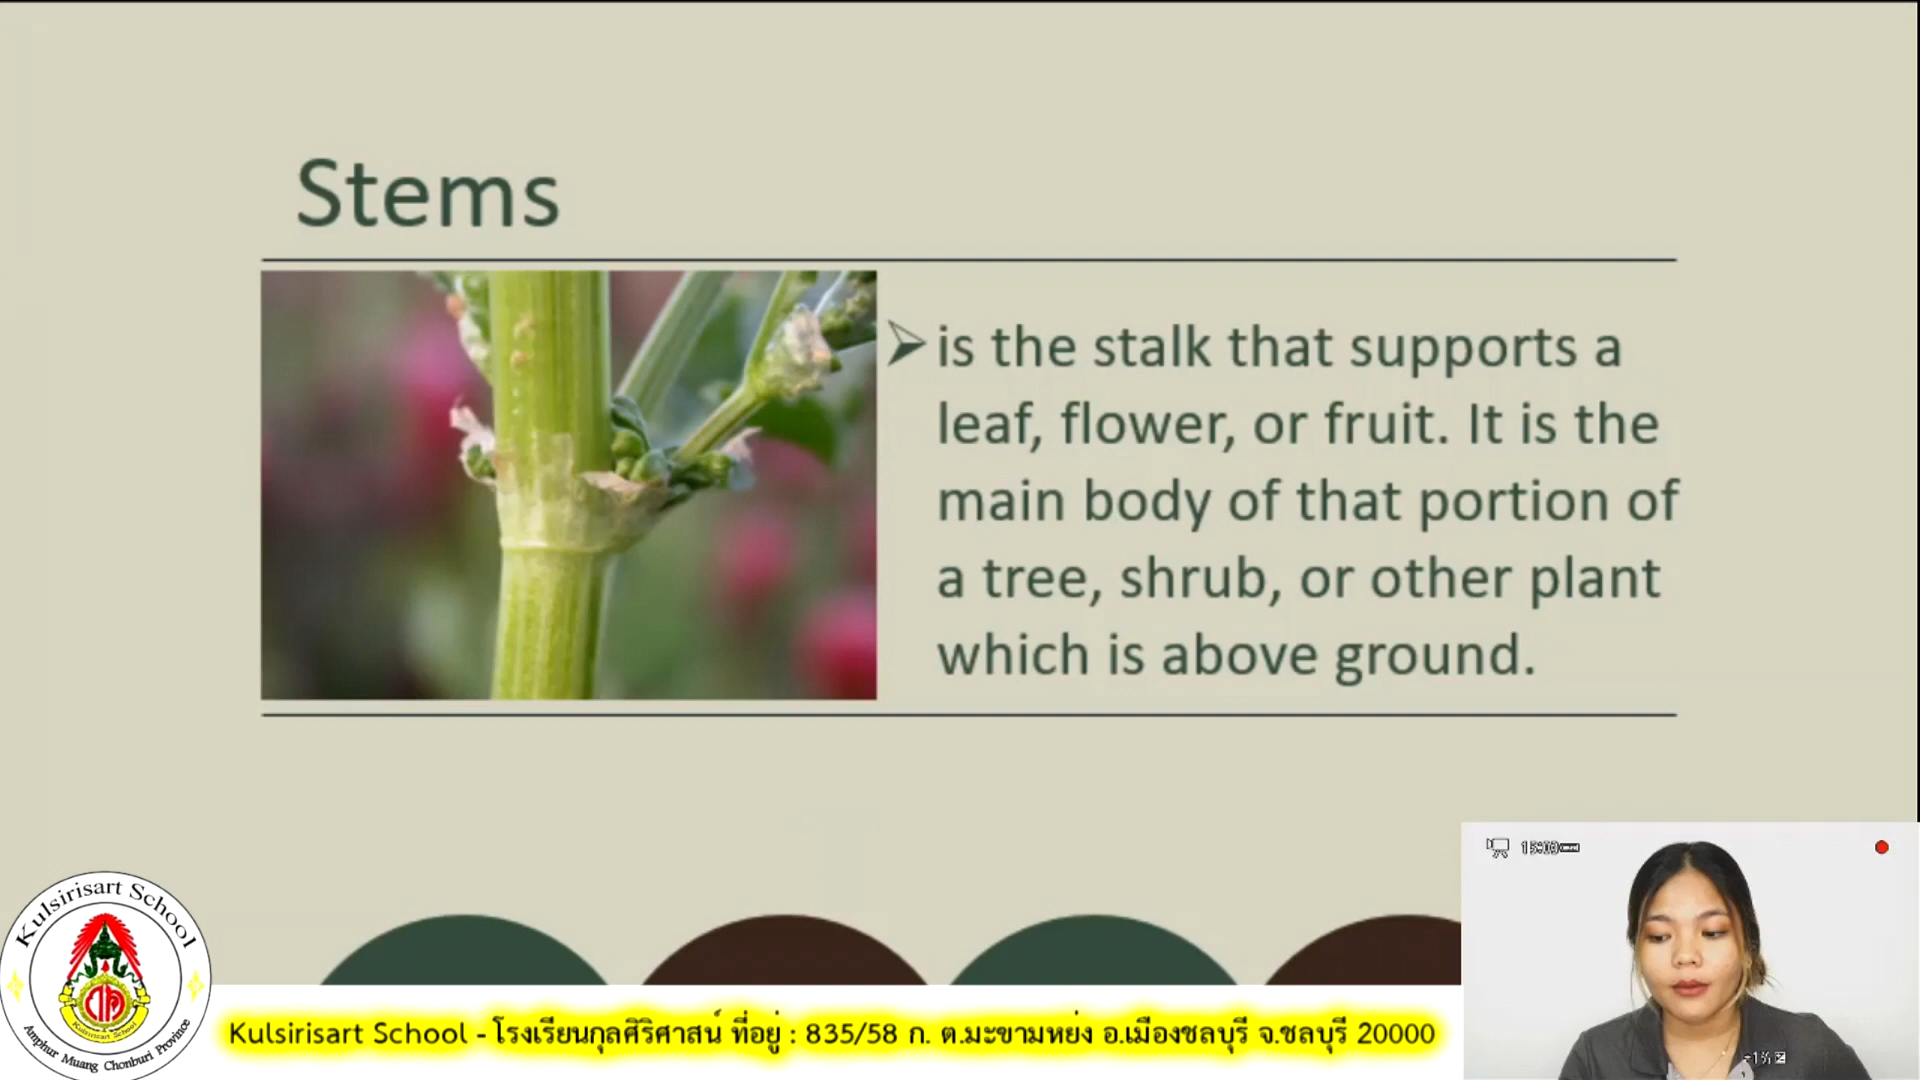 Stems
is the stalk that supports a
leaf, flower, or fruit. It is the
main body of that portion of
a tree, shrub, or other plant
which is above ground.
Kulsirisart School
Kulsirisart School
Amphur Muang Chonburi Province
Kulsirisart School - โรงเรียนกุลศิริศาสน์ ที่อยู่ : 835/58 ก. ต.มะขามหย่ง อ.เมืองชลบุรี จ.ชลบุรี 20000